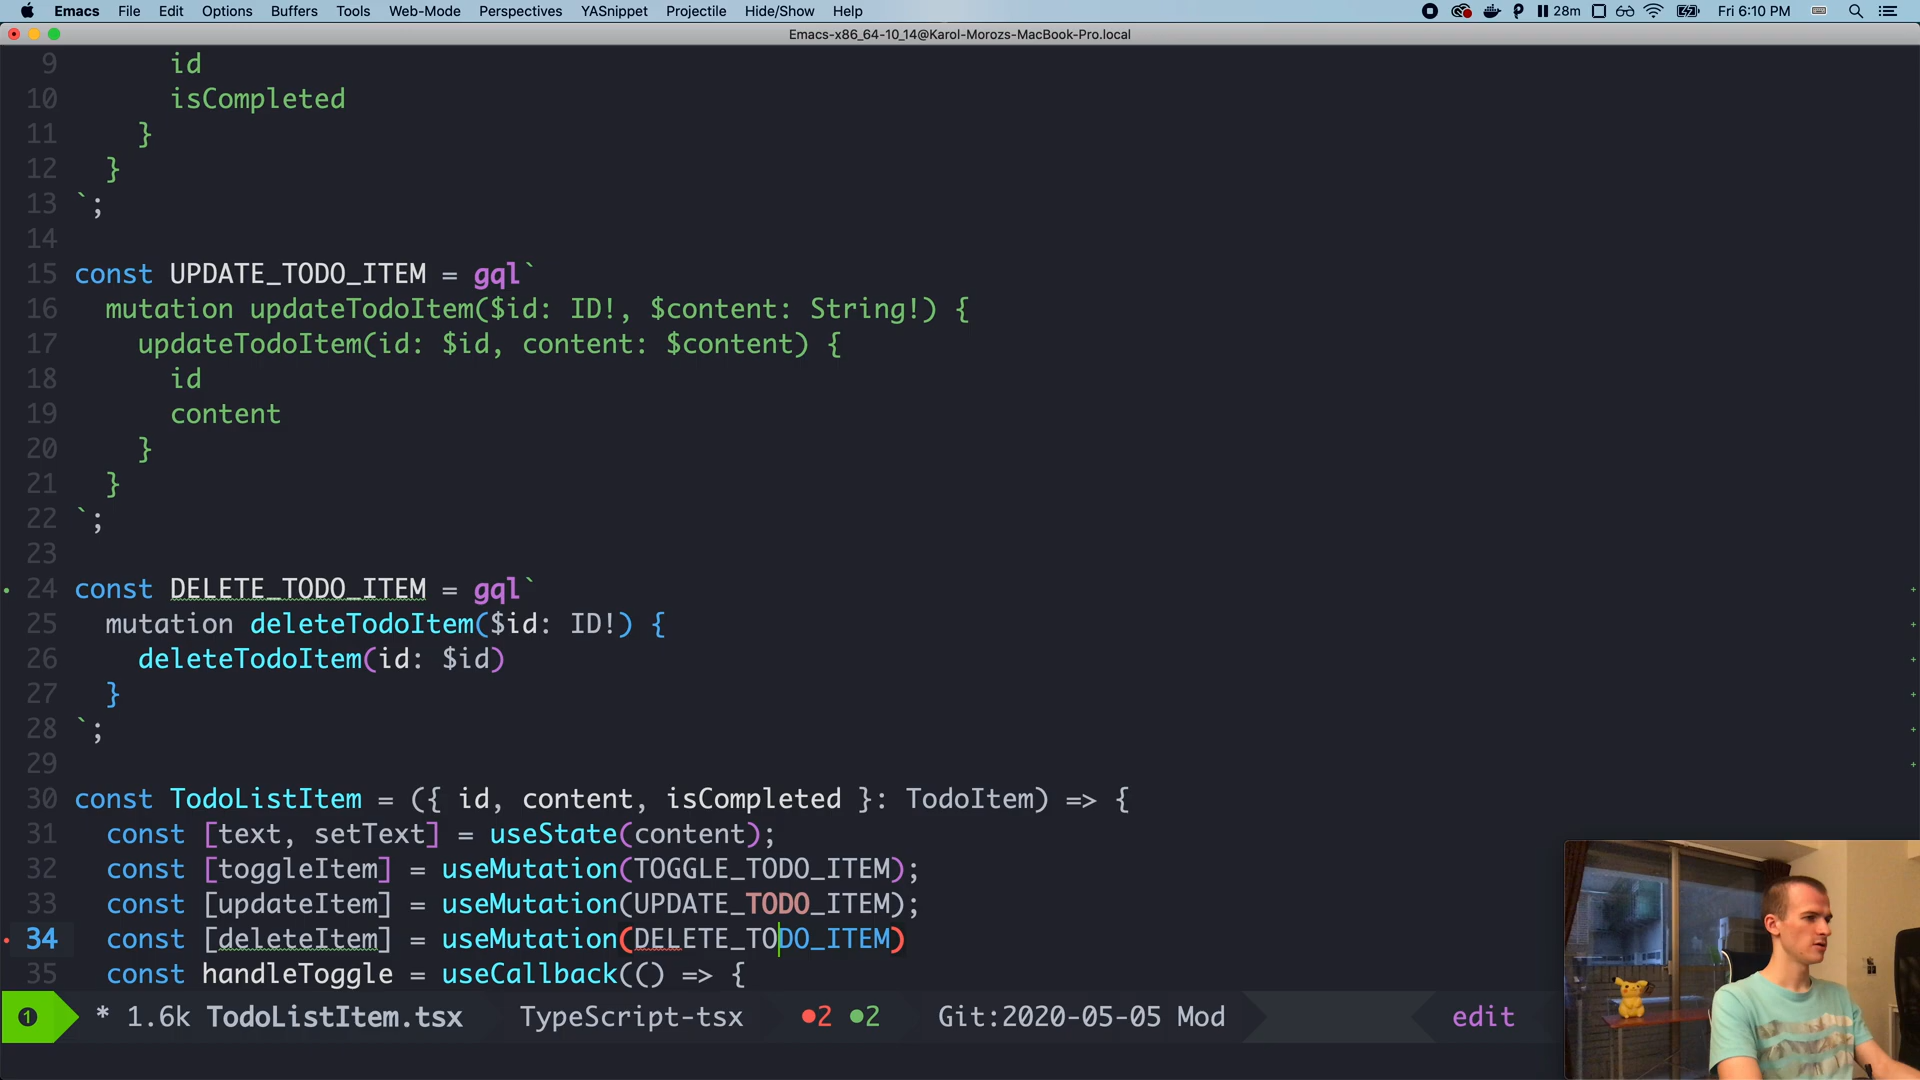 Emacs File Edit Options Buffers Tools Web-Mode Perspectives YASnippet Projectile Hide/Show Help 28m Fri 6:10 PM
Emacs-x86_64-10_14@Karol-Morozs-MacBook-Pro.local
9 id
10 isCompleted
11 }
12 }
13 `;
14
15 const UPDATE_TODO_ITEM = gql`
16 mutation updateTodoItem($id: ID!, $content: String!) {
17 updateTodoItem(id: $id, content: $content) {
18 id
19 content
20 }
21 }
22 `;
23
24 const DELETE_TODO_ITEM = gql`
25 mutation deleteTodoItem($id: ID!) {
26 deleteTodoItem(id: $id)
27 }
28 `;
29
30 const TodoListItem = ({ id, content, isCompleted }: TodoItem) => {
31 const [text, setText] = useState(content);
32 const [toggleItem] = useMutation(TOGGLE_TODO_ITEM);
33 const [updateItem] = useMutation(UPDATE_TODO_ITEM);
34 const [deleteItem] = useMutation(DELETE_TODO_ITEM)
35 const handleToggle = useCallback(() => {
1 * 1.6k TodoListItem.tsx TypeScript-tsx •2 •2 Git:2020-05-05 Mod edit